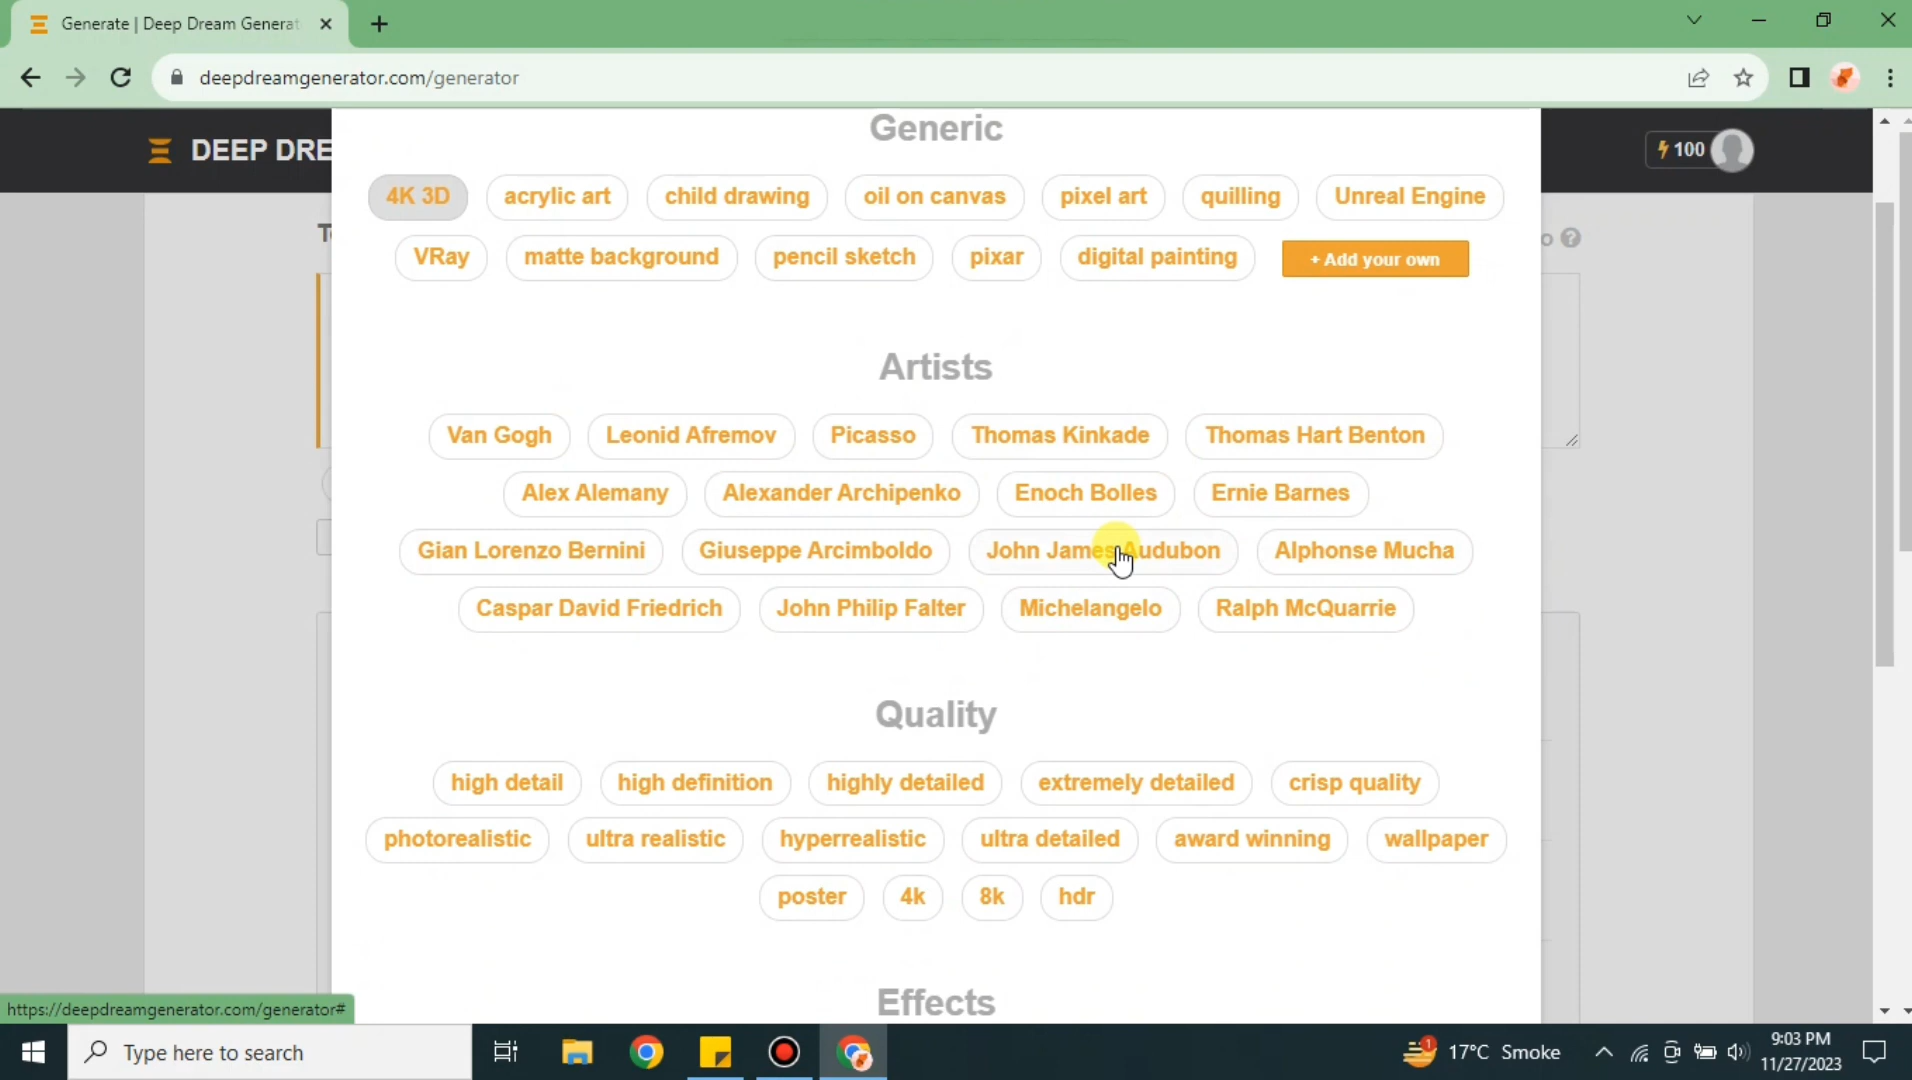 Generate | Deep Dream Generat
deepdreamgenerator.com/generator
DEEP DRE
100
Generic
4K 3D acrylic art child drawing oil on canvas pixel art quilling Unreal Engine
VRay matte background pencil sketch pixar digital painting + Add your own
Artists
Van Gogh Leonid Afremov Picasso Thomas Kinkade Thomas Hart Benton
Alex Alemany Alexander Archipenko Enoch Bolles Ernie Barnes
Gian Lorenzo Bernini Giuseppe Arcimboldo John James Audubon Alphonse Mucha
Caspar David Friedrich John Philip Falter Michelangelo Ralph McQuarrie
Quality
high detail high definition highly detailed extremely detailed crisp quality
photorealistic ultra realistic hyperrealistic ultra detailed award winning wallpaper
poster 4k 8k hdr
Effects
https://deepdreamgenerator.com/generator#
Type here to search
1
17°C Smoke
9:03 PM
11/27/2023